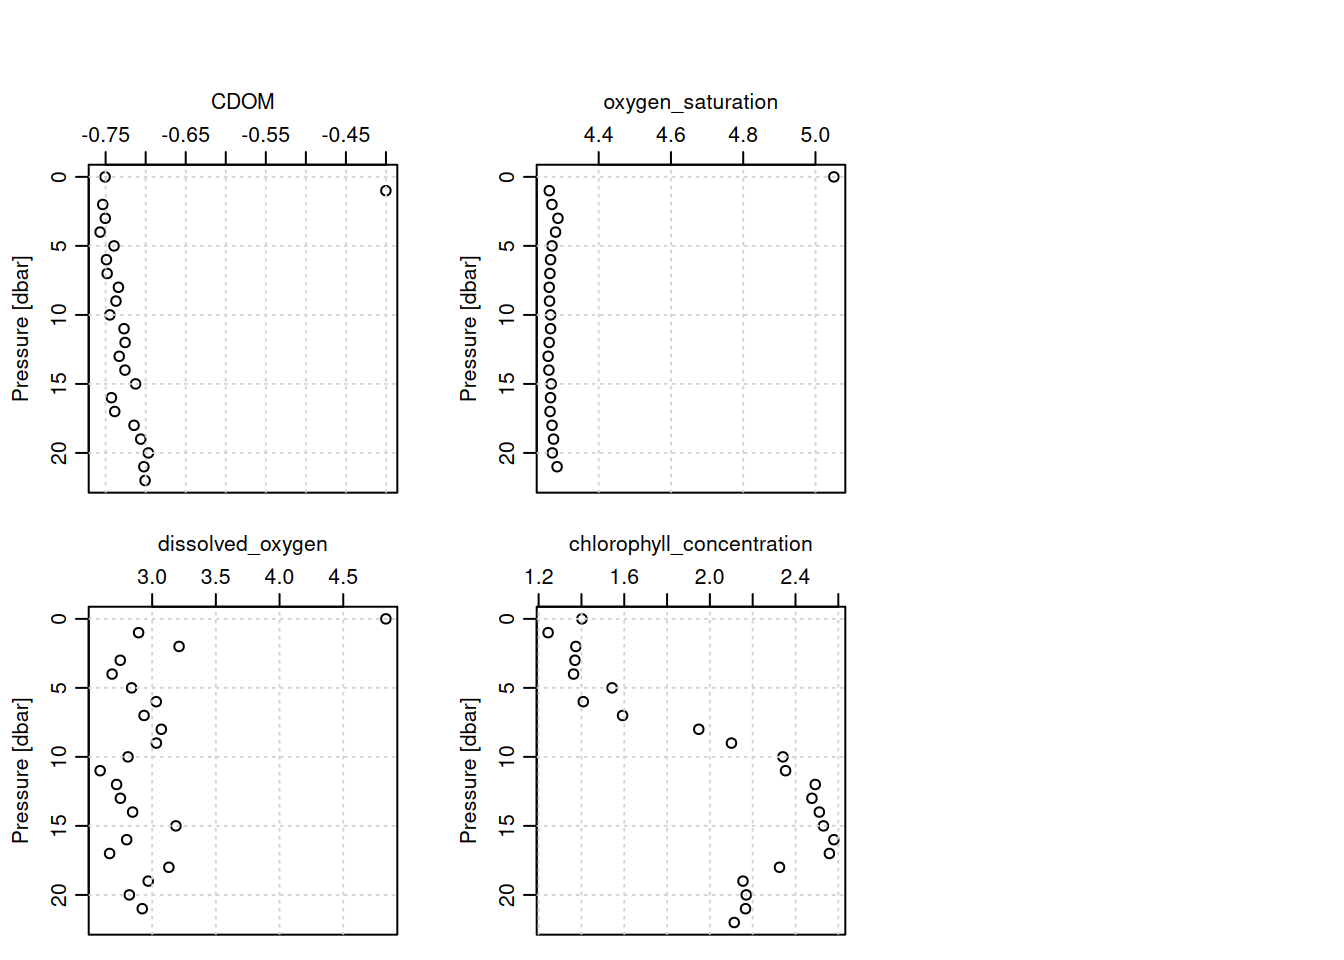 CDOM
-0.75 -0.65 -0.55 -0.45
0
5
10
15
20
Pressure [dbar]
oxygen_saturation
4.4 4.6 4.8 5.0
0
5
10
15
20
Pressure [dbar]
dissolved_oxygen
3.0 3.5 4.0 4.5
0
5
10
15
20
Pressure [dbar]
chlorophyll_concentration
1.2 1.6 2.0 2.4
0
5
10
15
20
Pressure [dbar]